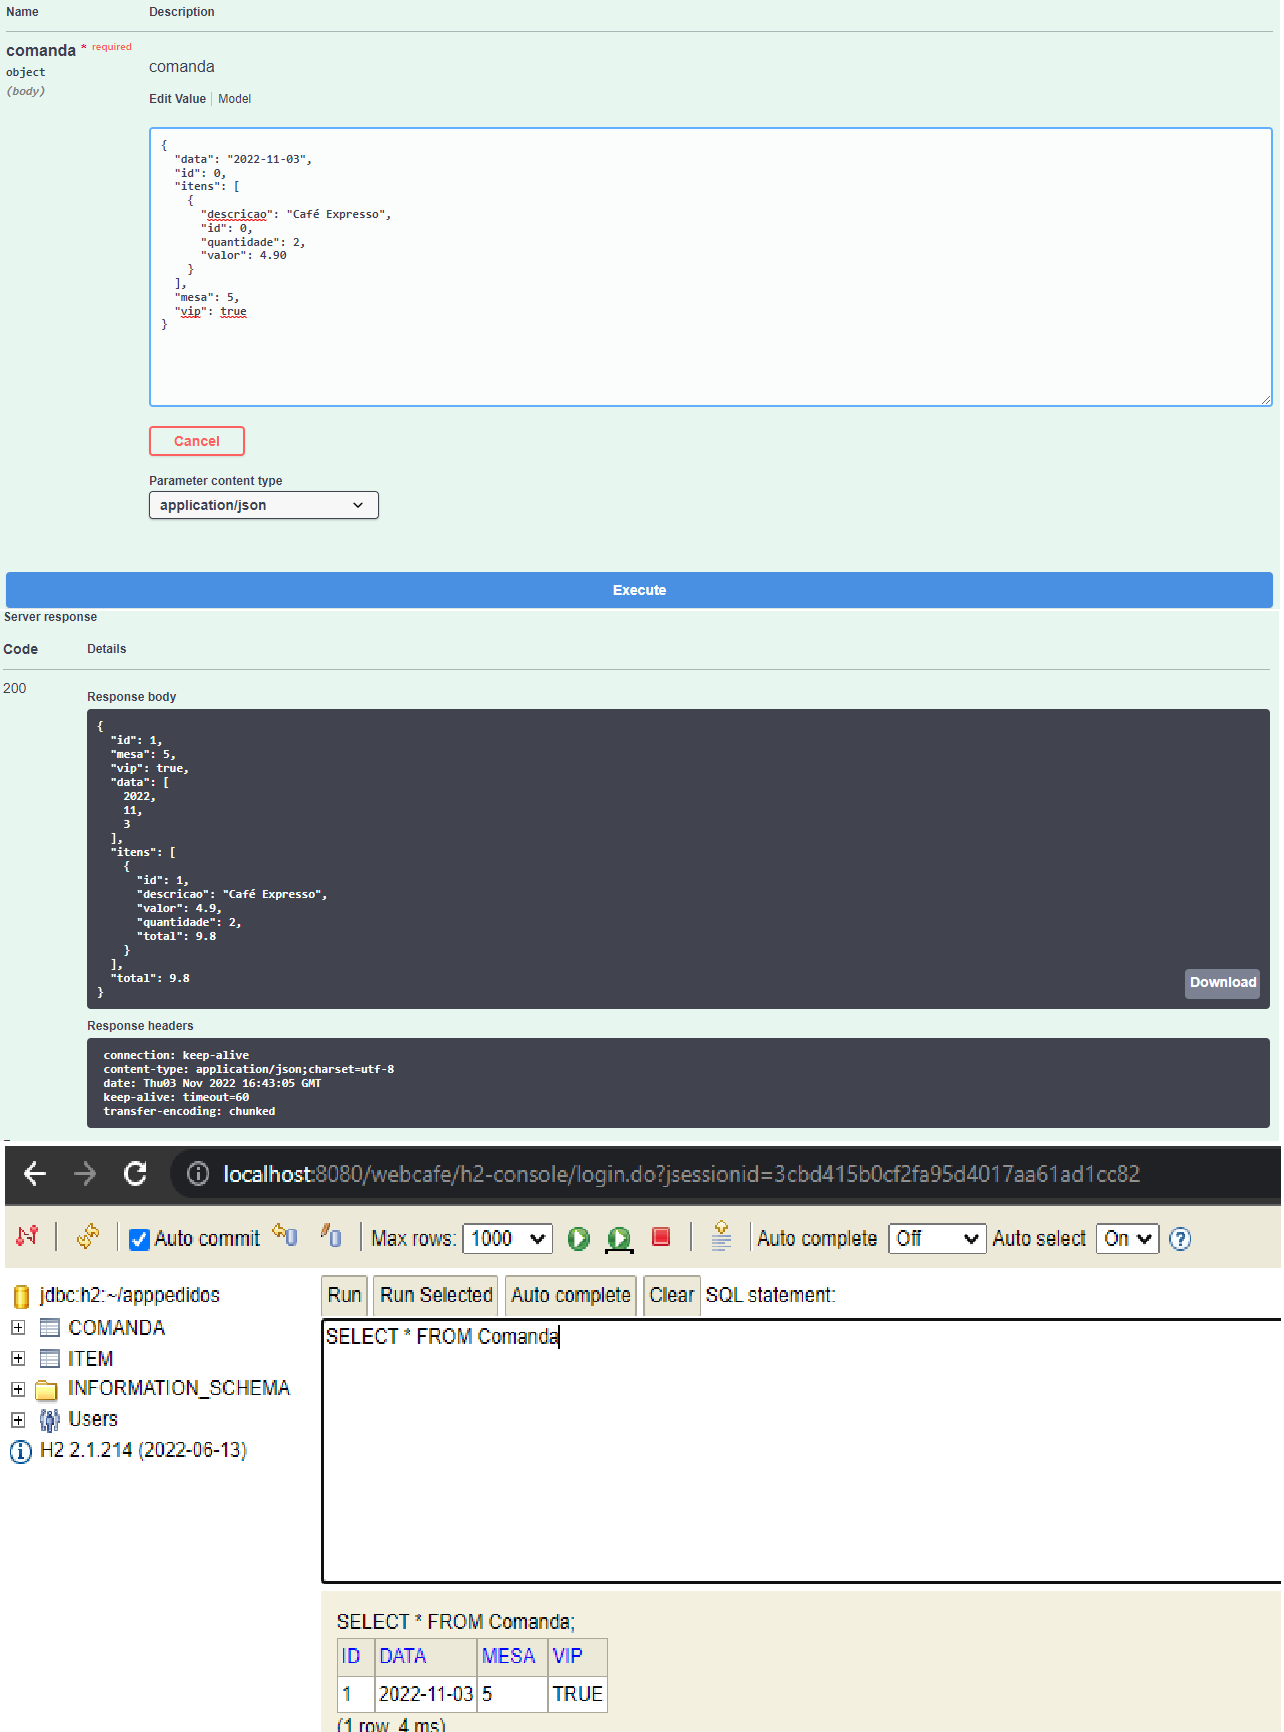 Name Description
comanda * required
object
(body)
comanda
Edit Value | Model
{
"data": "2022-11-03",
"id": 0,
"itens": [
{
"descricao": "Café Expresso",
"id": 0,
"quantidade": 2,
"valor": 4.90
}
],
"mesa": 5,
"vip": true
}
Cancel
Parameter content type
application/json
Execute
Server response
Code Details
200
Response body
{
"id": 1,
"mesa": 5,
"vip": true,
"data": [
2022,
11,
3
],
"itens": [
{
"id": 1,
"descricao": "Café Expresso",
"valor": 4.9,
"quantidade": 2,
"total": 9.8
}
],
"total": 9.8
}
Download
Response headers
connection: keep-alive
content-type: application/json;charset=utf-8
date: Thu03 Nov 2022 16:43:05 GMT
keep-alive: timeout=60
transfer-encoding: chunked
localhost:8080/webcafe/h2-console/login.do?jsessionid=3cbd415b0cf2fa95d4017aa61ad1cc82
Auto commit Max rows: 1000 Auto complete Off Auto select On
jdbc:h2:~/apppedidos
COMANDA
ITEM
INFORMATION_SCHEMA
Users
H2 2.1.214 (2022-06-13)
Run Run Selected Auto complete Clear SQL statement:
SELECT * FROM Comanda
SELECT * FROM Comanda;
ID DATA MESA VIP
1 2022-11-03 5 TRUE
(1 row, 4 ms)